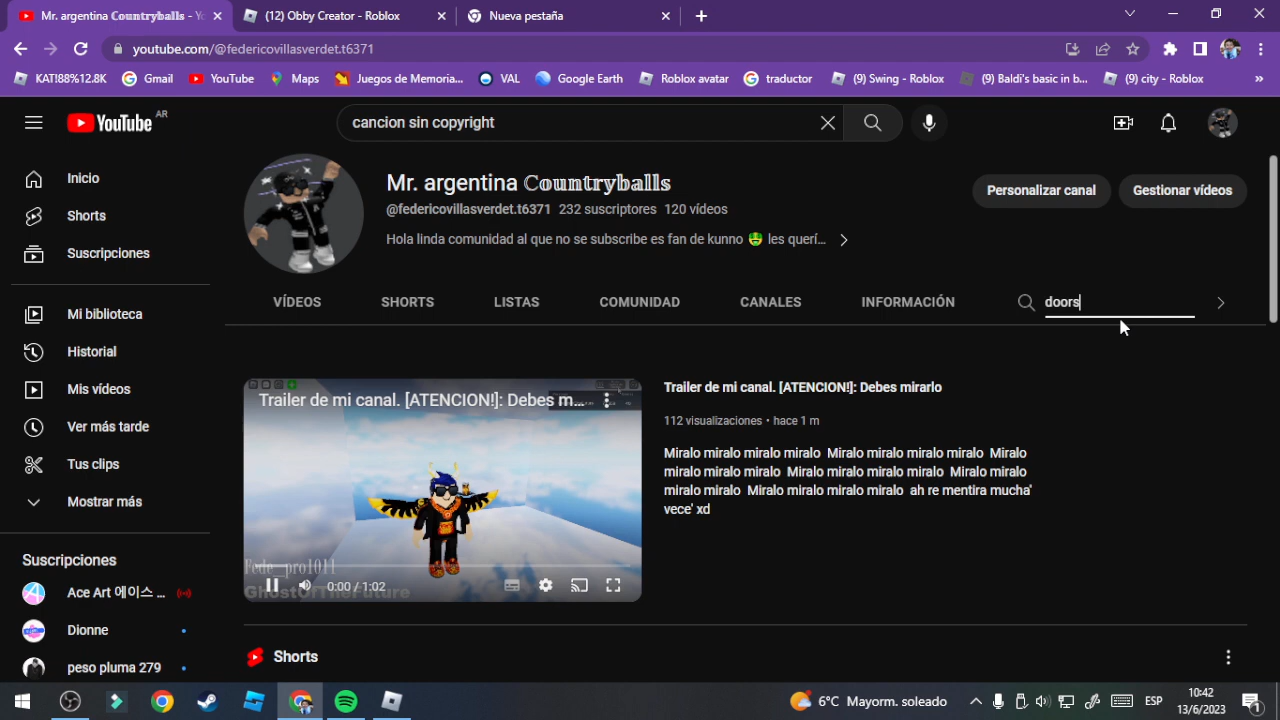 Mr. argentina ℂ𝕠𝕦𝕟𝕥𝕣𝕪𝕓𝕒𝕝𝕝𝕤 - Yo
(12) Obby Creator - Roblox
Nueva pestaña
youtube.com/@federicovillasverdet.t6371
KAT!88%12.8K
Gmail
YouTube
Maps
Juegos de Memoria...
VAL
Google Earth
Roblox avatar
traductor
(9) Swing - Roblox
(9) Baldi's basic in b...
(9) city - Roblox
»
YouTube AR
cancion sin copyright
Inicio
Shorts
Suscripciones
Mi biblioteca
Historial
Mis vídeos
Ver más tarde
Tus clips
Mostrar más
Suscripciones
Ace Art 에이스 ...
Dionne
peso pluma 279
Mr. argentina ℂ𝕠𝕦𝕟𝕥𝕣𝕪𝕓𝕒𝕝𝕝𝕤
@federicovillasverdet.t6371 232 suscriptores 120 vídeos
Hola linda comunidad al que no se subscribe es fan de kunno 🤑 les querí...
Personalizar canal
Gestionar vídeos
VÍDEOS
SHORTS
LISTAS
COMUNIDAD
CANALES
INFORMACIÓN
doors
Trailer de mi canal. [ATENCION!]: Debes m...
Fede__pro1011
GhostOfTheFuture
0:00 / 1:02
Trailer de mi canal. [ATENCION!]: Debes mirarlo
112 visualizaciones • hace 1 m
Miralo miralo miralo miralo Miralo miralo miralo miralo Miralo
miralo miralo miralo Miralo miralo miralo miralo Miralo miralo
miralo miralo Miralo miralo miralo miralo ah re mentira mucha'
vece' xd
Shorts
6°C Mayorm. soleado
ESP
10:42
13/6/2023
1